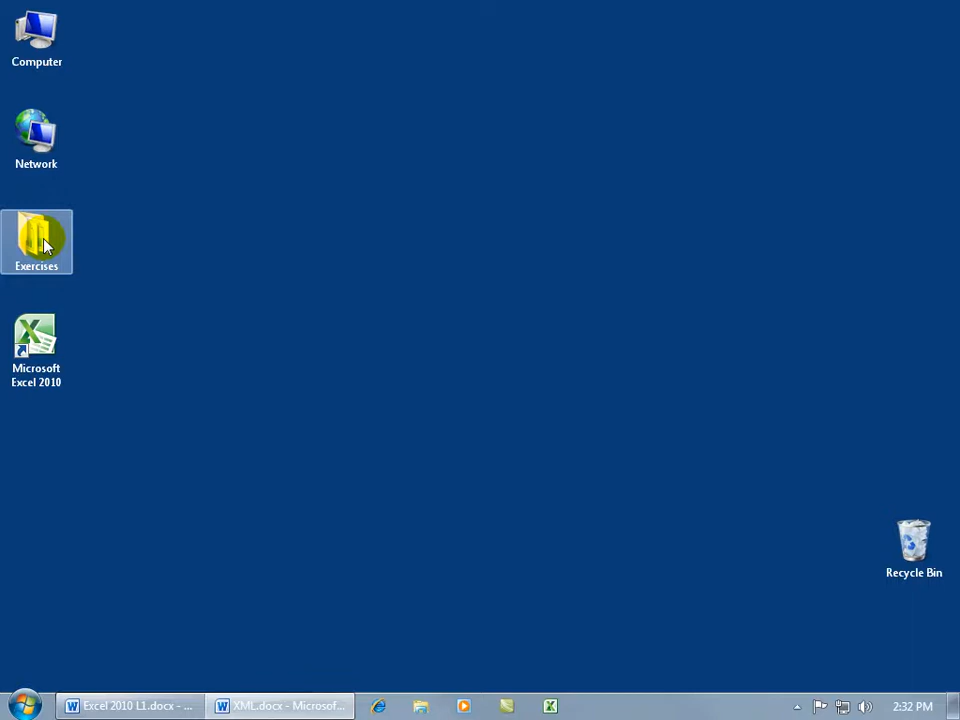 Computer
Network
Exercises
Microsoft
Excel 2010
Recycle Bin
Excel 2010 L1.docx - ...
XML.docx - Microsof...
2:32 PM